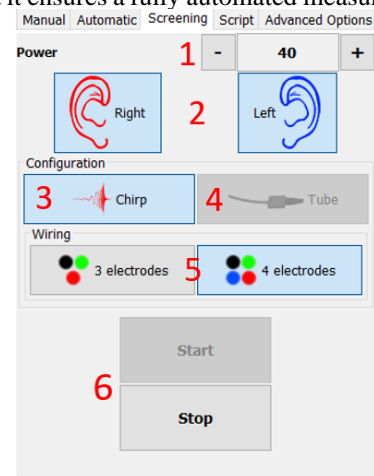 it ensures a fully automated measu
Manual Automatic Screening Script Advanced Options
Power 1 - 40 +
Right 2 Left
Configuration
3 Chirp 4 Tube
Wiring
3 electrodes 5 4 electrodes
Start
6
Stop